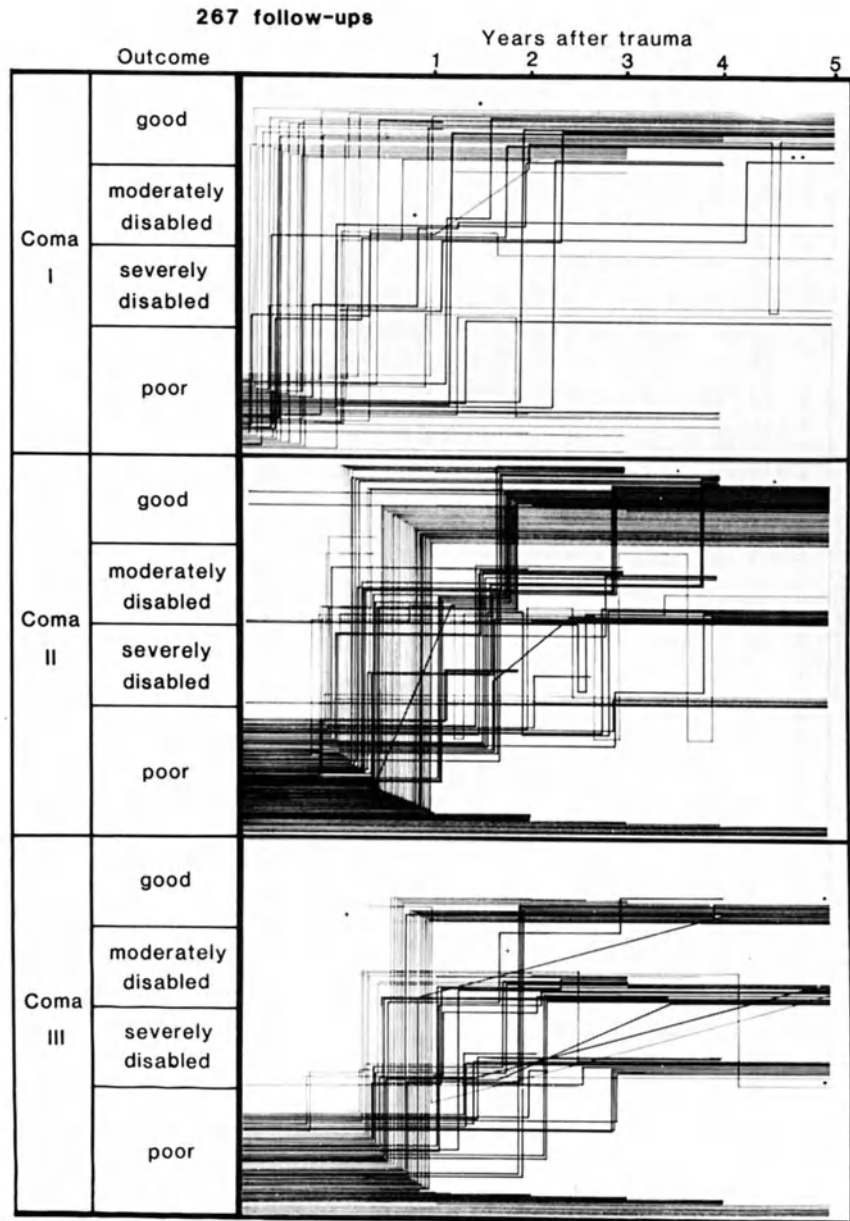 267 follow-ups
Years after trauma
Outcome
1 2 3 4 5
Coma
I
good
moderately
disabled
severely
disabled
poor
Coma
II
good
moderately
disabled
severely
disabled
poor
Coma
III
good
moderately
disabled
severely
disabled
poor